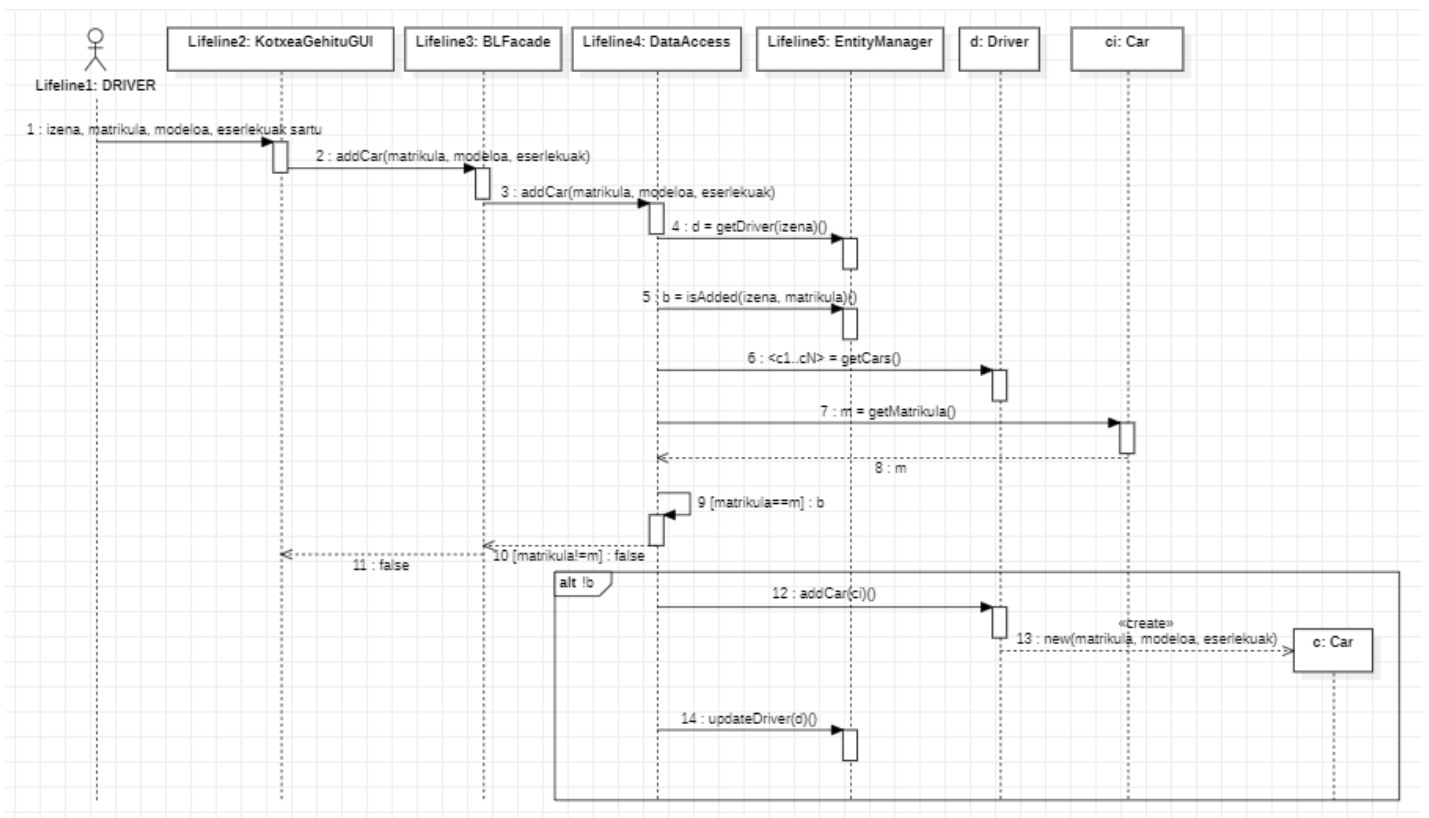 Lifeline1: DRIVER
Lifeline2: KotxeaGehituGUI
Lifeline3: BLFacade
Lifeline4: DataAccess
Lifeline5: EntityManager
d: Driver
ci: Car
1 : izena, matrikula, modeloa, eserlekuak sartu
2 : addCar(matrikula, modeloa, eserlekuak)
3 : addCar(matrikula, modeloa, eserlekuak)
4 : d = getDriver(izena)()
5 : b = isAdded(izena, matrikula)()
6 : <c1..cN> = getCars()
7 : m = getMatrikula()
8 : m
9 [matrikula==m] : b
10 [matrikula!=m] : false
11 : false
alt !b
12 : addCar(ci)()
«create»
13 : new(matrikula, modeloa, eserlekuak)
c: Car
14 : updateDriver(d)()